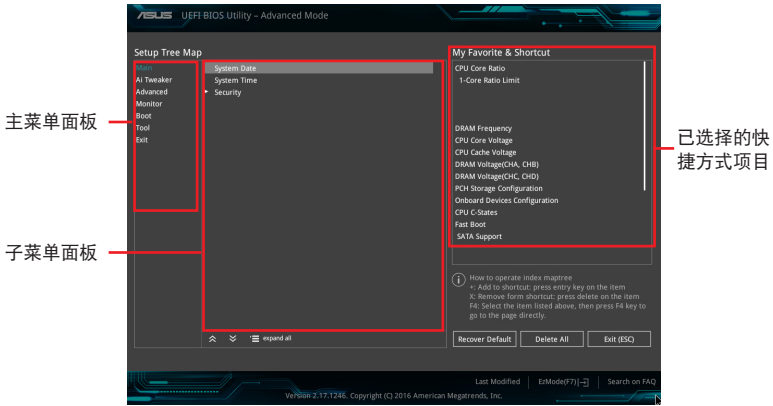 ASUS UEFI BIOS Utility – Advanced Mode
Setup Tree Map
Main
Ai Tweaker
Advanced
Monitor
Boot
Tool
Exit
System Date
System Time
Security
expand all
My Favorite & Shortcut
CPU Core Ratio
1-Core Ratio Limit
DRAM Frequency
CPU Core Voltage
CPU Cache Voltage
DRAM Voltage(CHA, CHB)
DRAM Voltage(CHC, CHD)
PCH Storage Configuration
Onboard Devices Configuration
CPU C-States
Fast Boot
SATA Support
How to operate index maptree
+: Add to shortcut: press entry key on the item
X: Remove form shortcut: press delete on the item
F4: Select the item listed above, then press F4 key to
go to the page directly.
Recover Default
Delete All
Exit (ESC)
Last Modified
EzMode(F7)
Search on FAQ
Version 2.17.1246. Copyright (C) 2016 American Megatrends, Inc.
主菜单面板
子菜单面板
已选择的快
捷方式项目